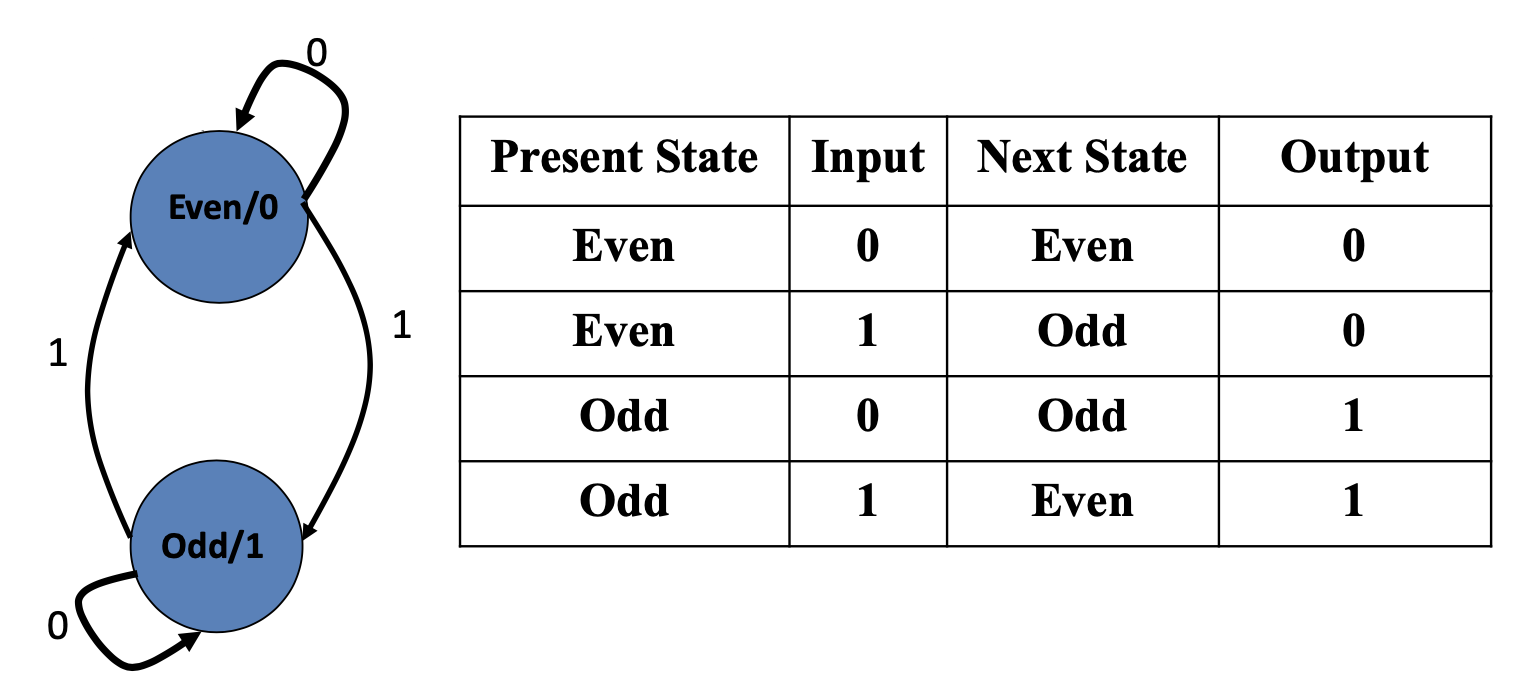 0
Even/0
1
1
Odd/1
0
Present State Input Next State Output
Even 0 Even 0
Even 1 Odd 0
Odd 0 Odd 1
Odd 1 Even 1